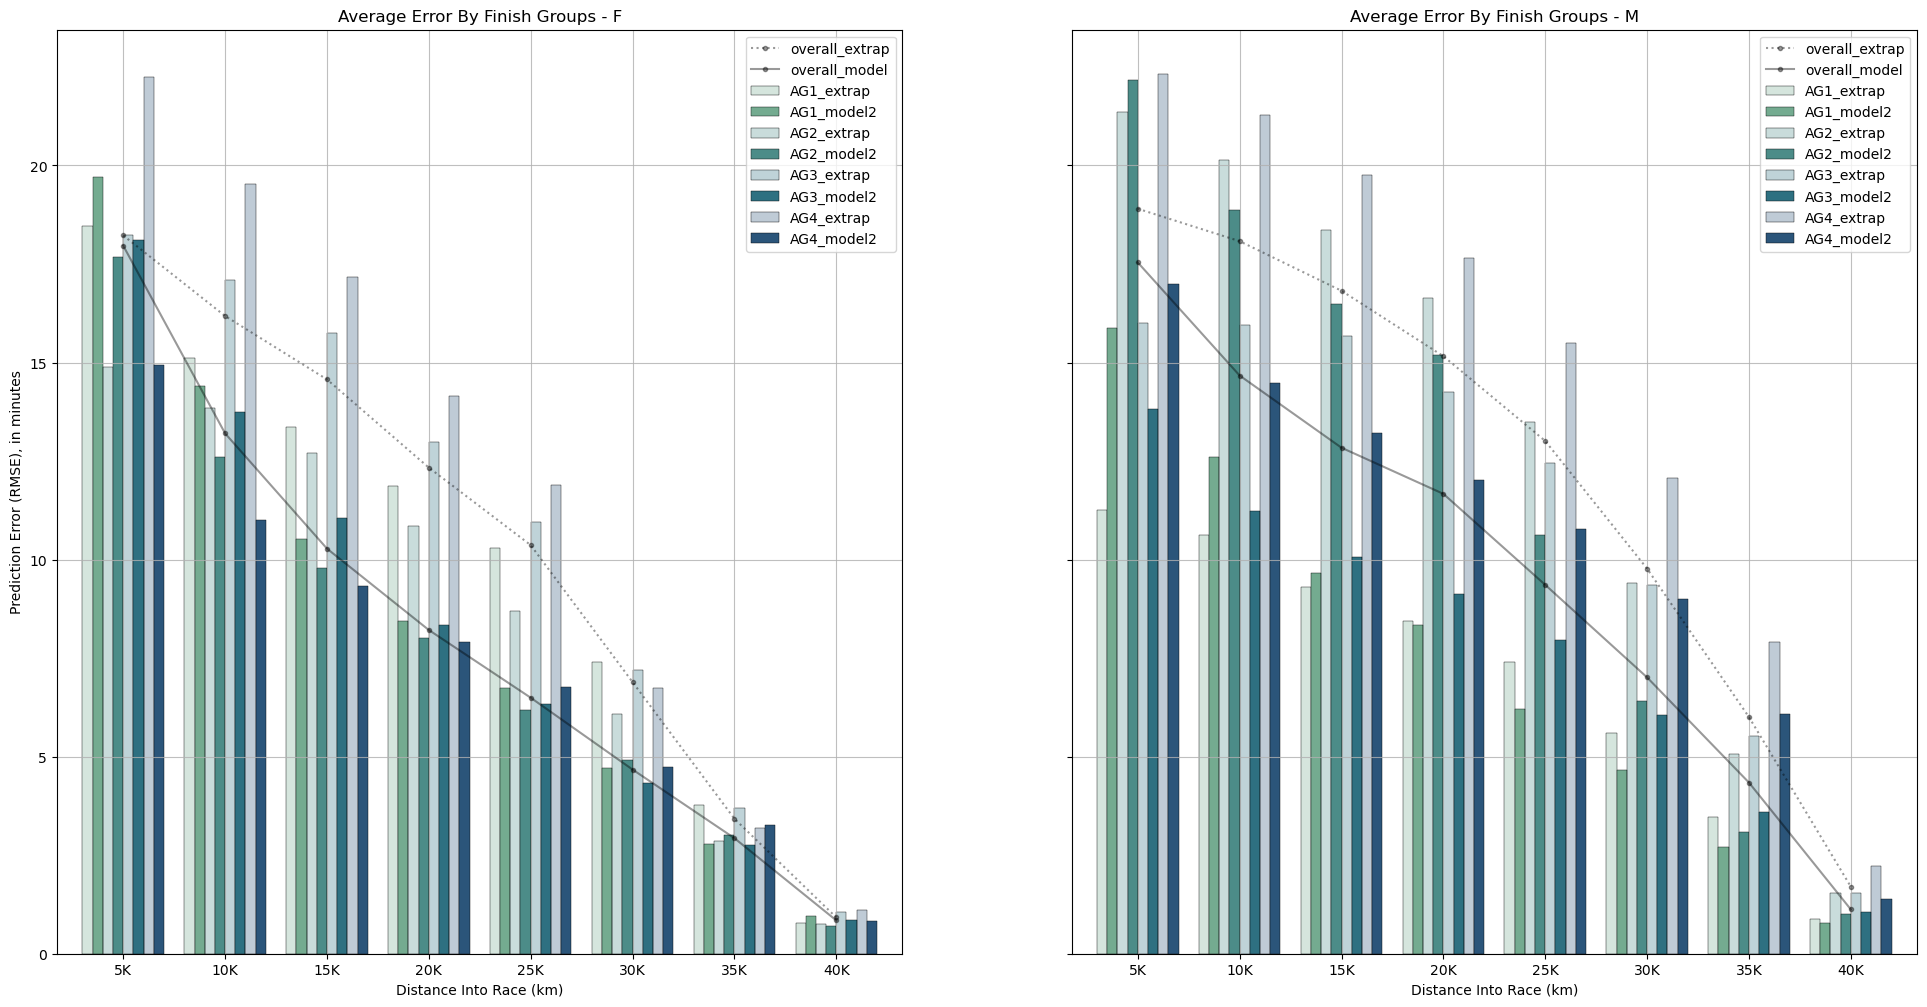 Average Error By Finish Groups - F
Prediction Error (RMSE), in minutes
20
15
10
5
0
overall_extrap
overall_model
AG1_extrap
AG1_model2
AG2_extrap
AG2_model2
AG3_extrap
AG3_model2
AG4_extrap
AG4_model2
5K 10K 15K 20K 25K 30K 35K 40K
Distance Into Race (km)
Average Error By Finish Groups - M
overall_extrap
overall_model
AG1_extrap
AG1_model2
AG2_extrap
AG2_model2
AG3_extrap
AG3_model2
AG4_extrap
AG4_model2
5K 10K 15K 20K 25K 30K 35K 40K
Distance Into Race (km)